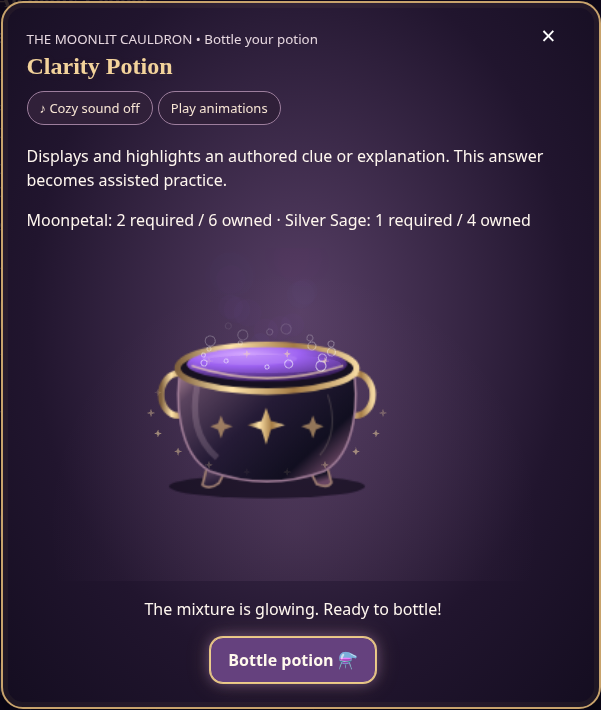 THE MOONLIT CAULDRON • Bottle your potion
✕
Clarity Potion
♪ Cozy sound off
Play animations
Displays and highlights an authored clue or explanation. This answer
becomes assisted practice.
Moonpetal: 2 required / 6 owned · Silver Sage: 1 required / 4 owned
The mixture is glowing. Ready to bottle!
Bottle potion ⚗️